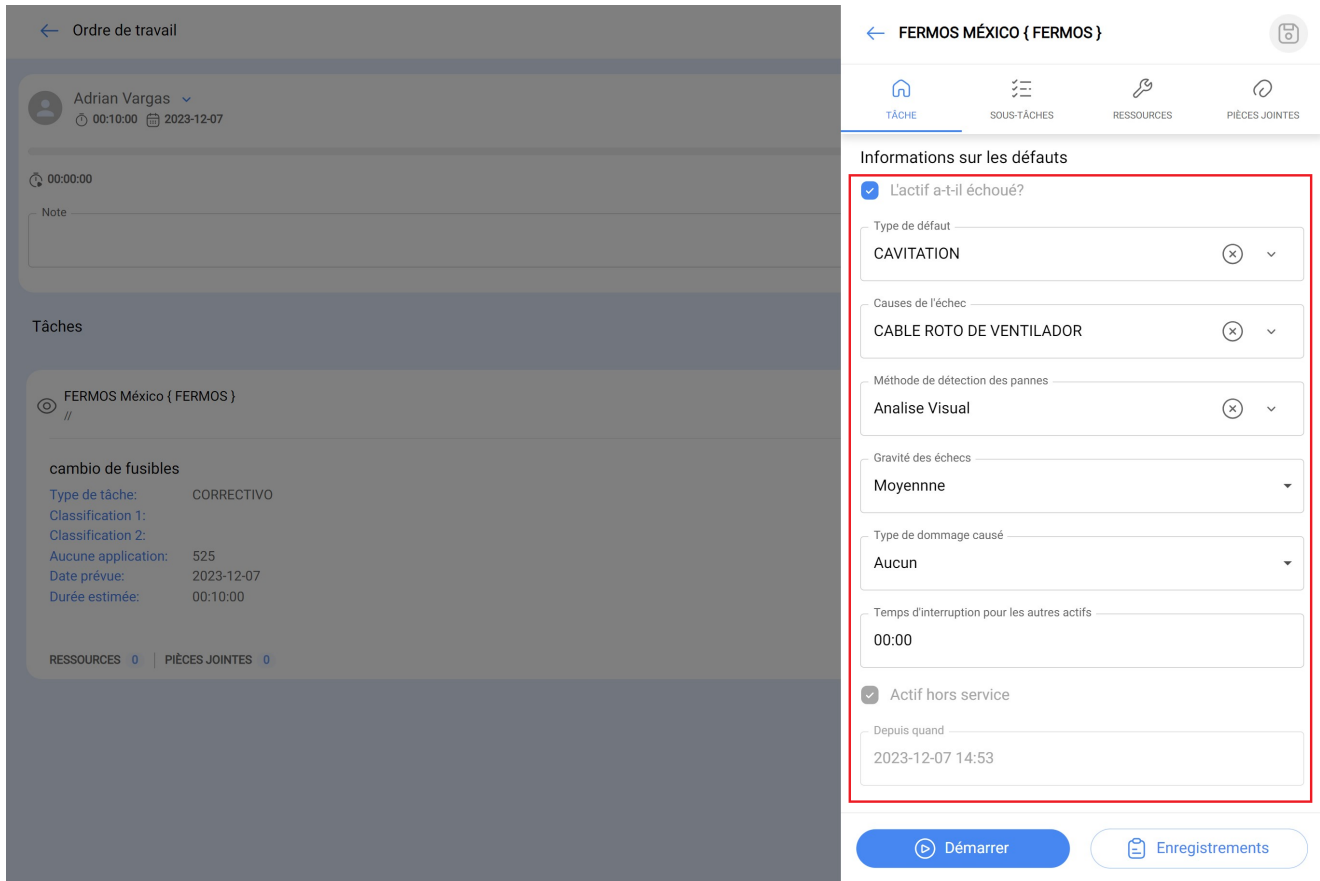 Ordre de travail
Adrian Vargas
00:10:00 2023-12-07
00:00:00
Note
Tâches
FERMOS México { FERMOS }
//
cambio de fusibles
Type de tâche: CORRECTIVO
Classification 1:
Classification 2:
Aucune application: 525
Date prévue: 2023-12-07
Durée estimée: 00:10:00
RESSOURCES 0 PIÈCES JOINTES 0
FERMOS MÉXICO { FERMOS }
TÂCHE SOUS-TÂCHES RESSOURCES PIÈCES JOINTES
Informations sur les défauts
L'actif a-t-il échoué?
Type de défaut
CAVITATION
Causes de l'échec
CABLE ROTO DE VENTILADOR
Méthode de détection des pannes
Analise Visual
Gravité des échecs
Moyennne
Type de dommage causé
Aucun
Temps d'interruption pour les autres actifs
00:00
Actif hors service
Depuis quand
2023-12-07 14:53
Démarrer Enregistrements